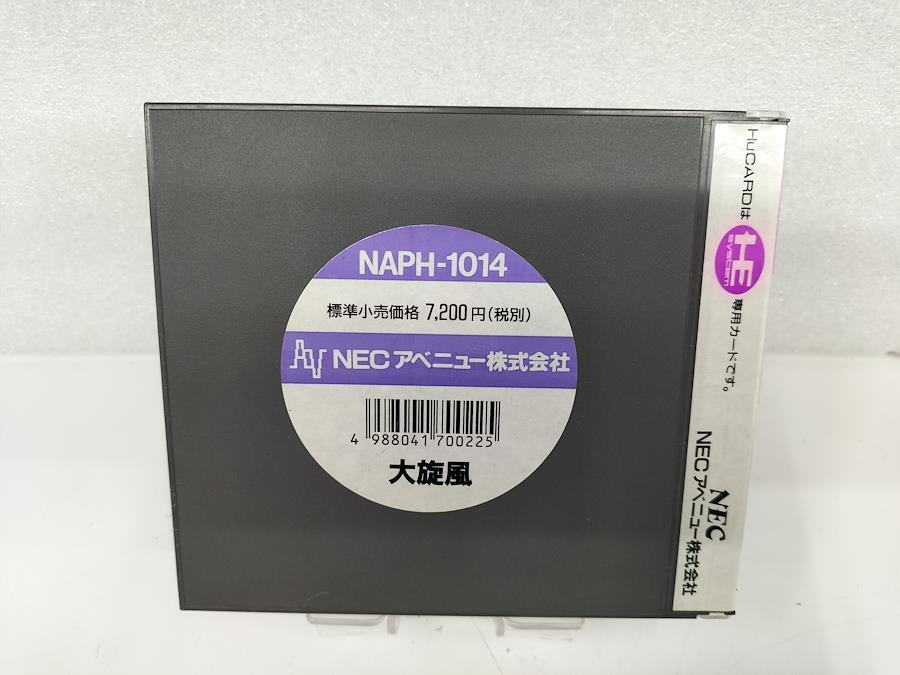 NAPH-1014
標準小売価格 7,200円(税別)
AV NECアベニュー株式会社
4 988041 700225
大旋風
HuCARDは HE SYSTEM 専用カードです。
NEC
NECアベニュー株式会社